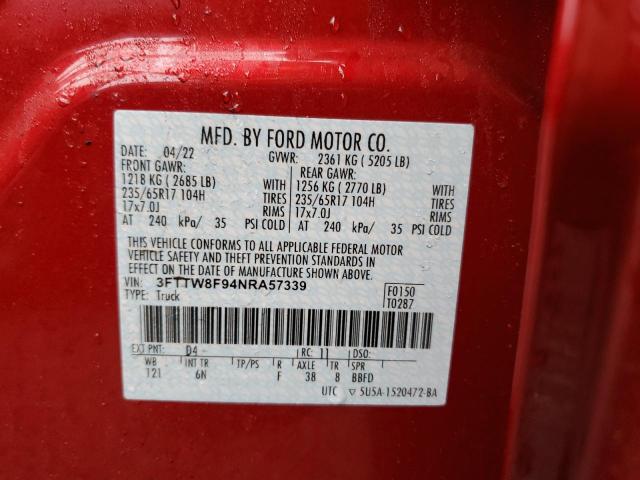 MFD. BY FORD MOTOR CO.
04/22 GVWR: 2361 KG ( 5205 LB)
FRONT GAWR: REAR GAWR:
1218 KG ( 2685 LB) WITH 1256 KG ( 2770 LB) WITH
235/65R17 104H TIRES 235/65R17 104H TIRES
17x7.0J RIMS 17x7.0J RIMS
AT 240 kPa/ 35 PSI COLD AT 240 kPa/ 35 PSI COLD
THIS VEHICLE CONFORMS TO ALL APPLICABLE FEDERAL MOTOR
VEHICLE SAFETY AND THEFT PREVENTION STANDARDS IN
EFFECT ON THE DATE OF MANUFACTURE SHOWN ABOVE.
VIN: 3FTTW8F94NRA57339 F0150
TYPE: Truck T0287
EXT PNT: D4 RC: 11 DSO:
WB INT TR TP/PS R AXLE TR SPR
121 6N F 38 8 BBFD
UTC ▽ 5U5A-1520472-BA